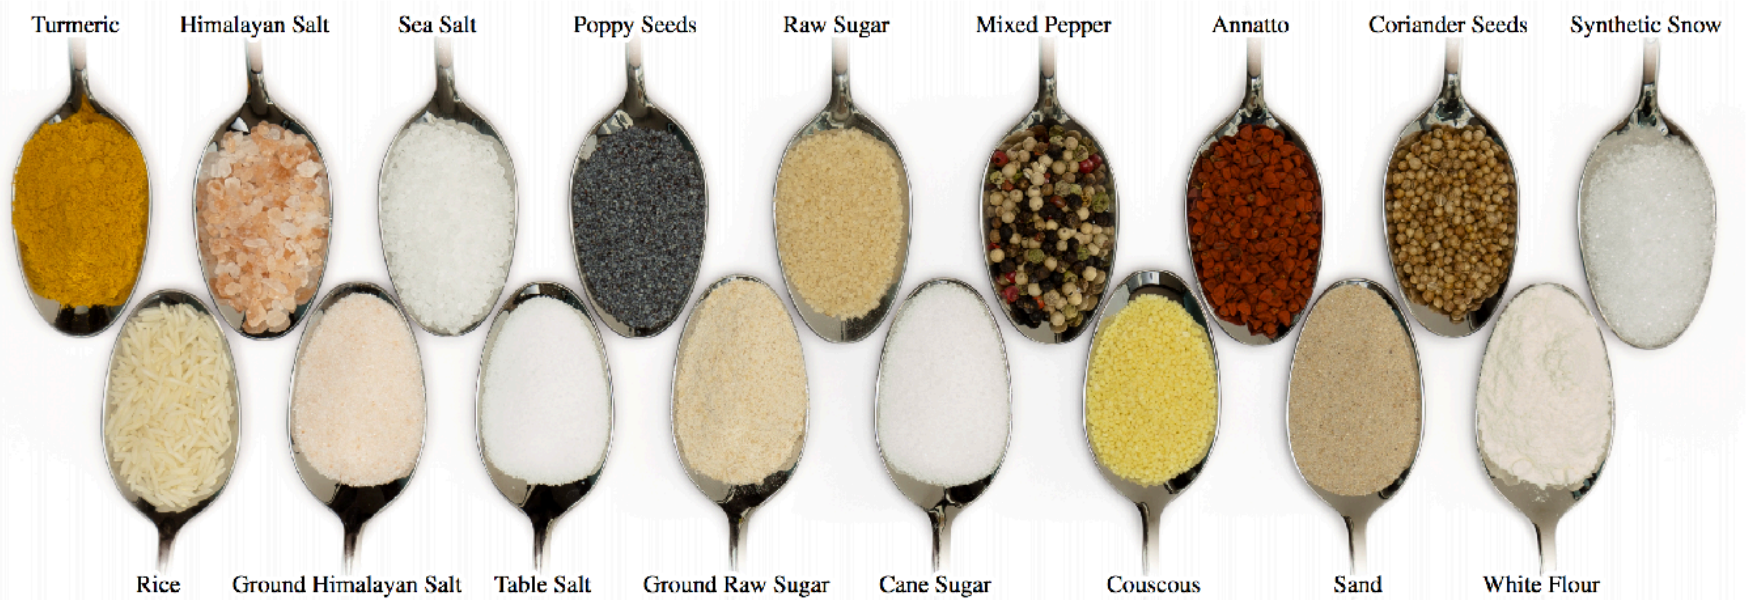 Turmeric
Himalayan Salt
Sea Salt
Poppy Seeds
Raw Sugar
Mixed Pepper
Annatto
Coriander Seeds
Synthetic Snow
Rice
Ground Himalayan Salt
Table Salt
Ground Raw Sugar
Cane Sugar
Couscous
Sand
White Flour